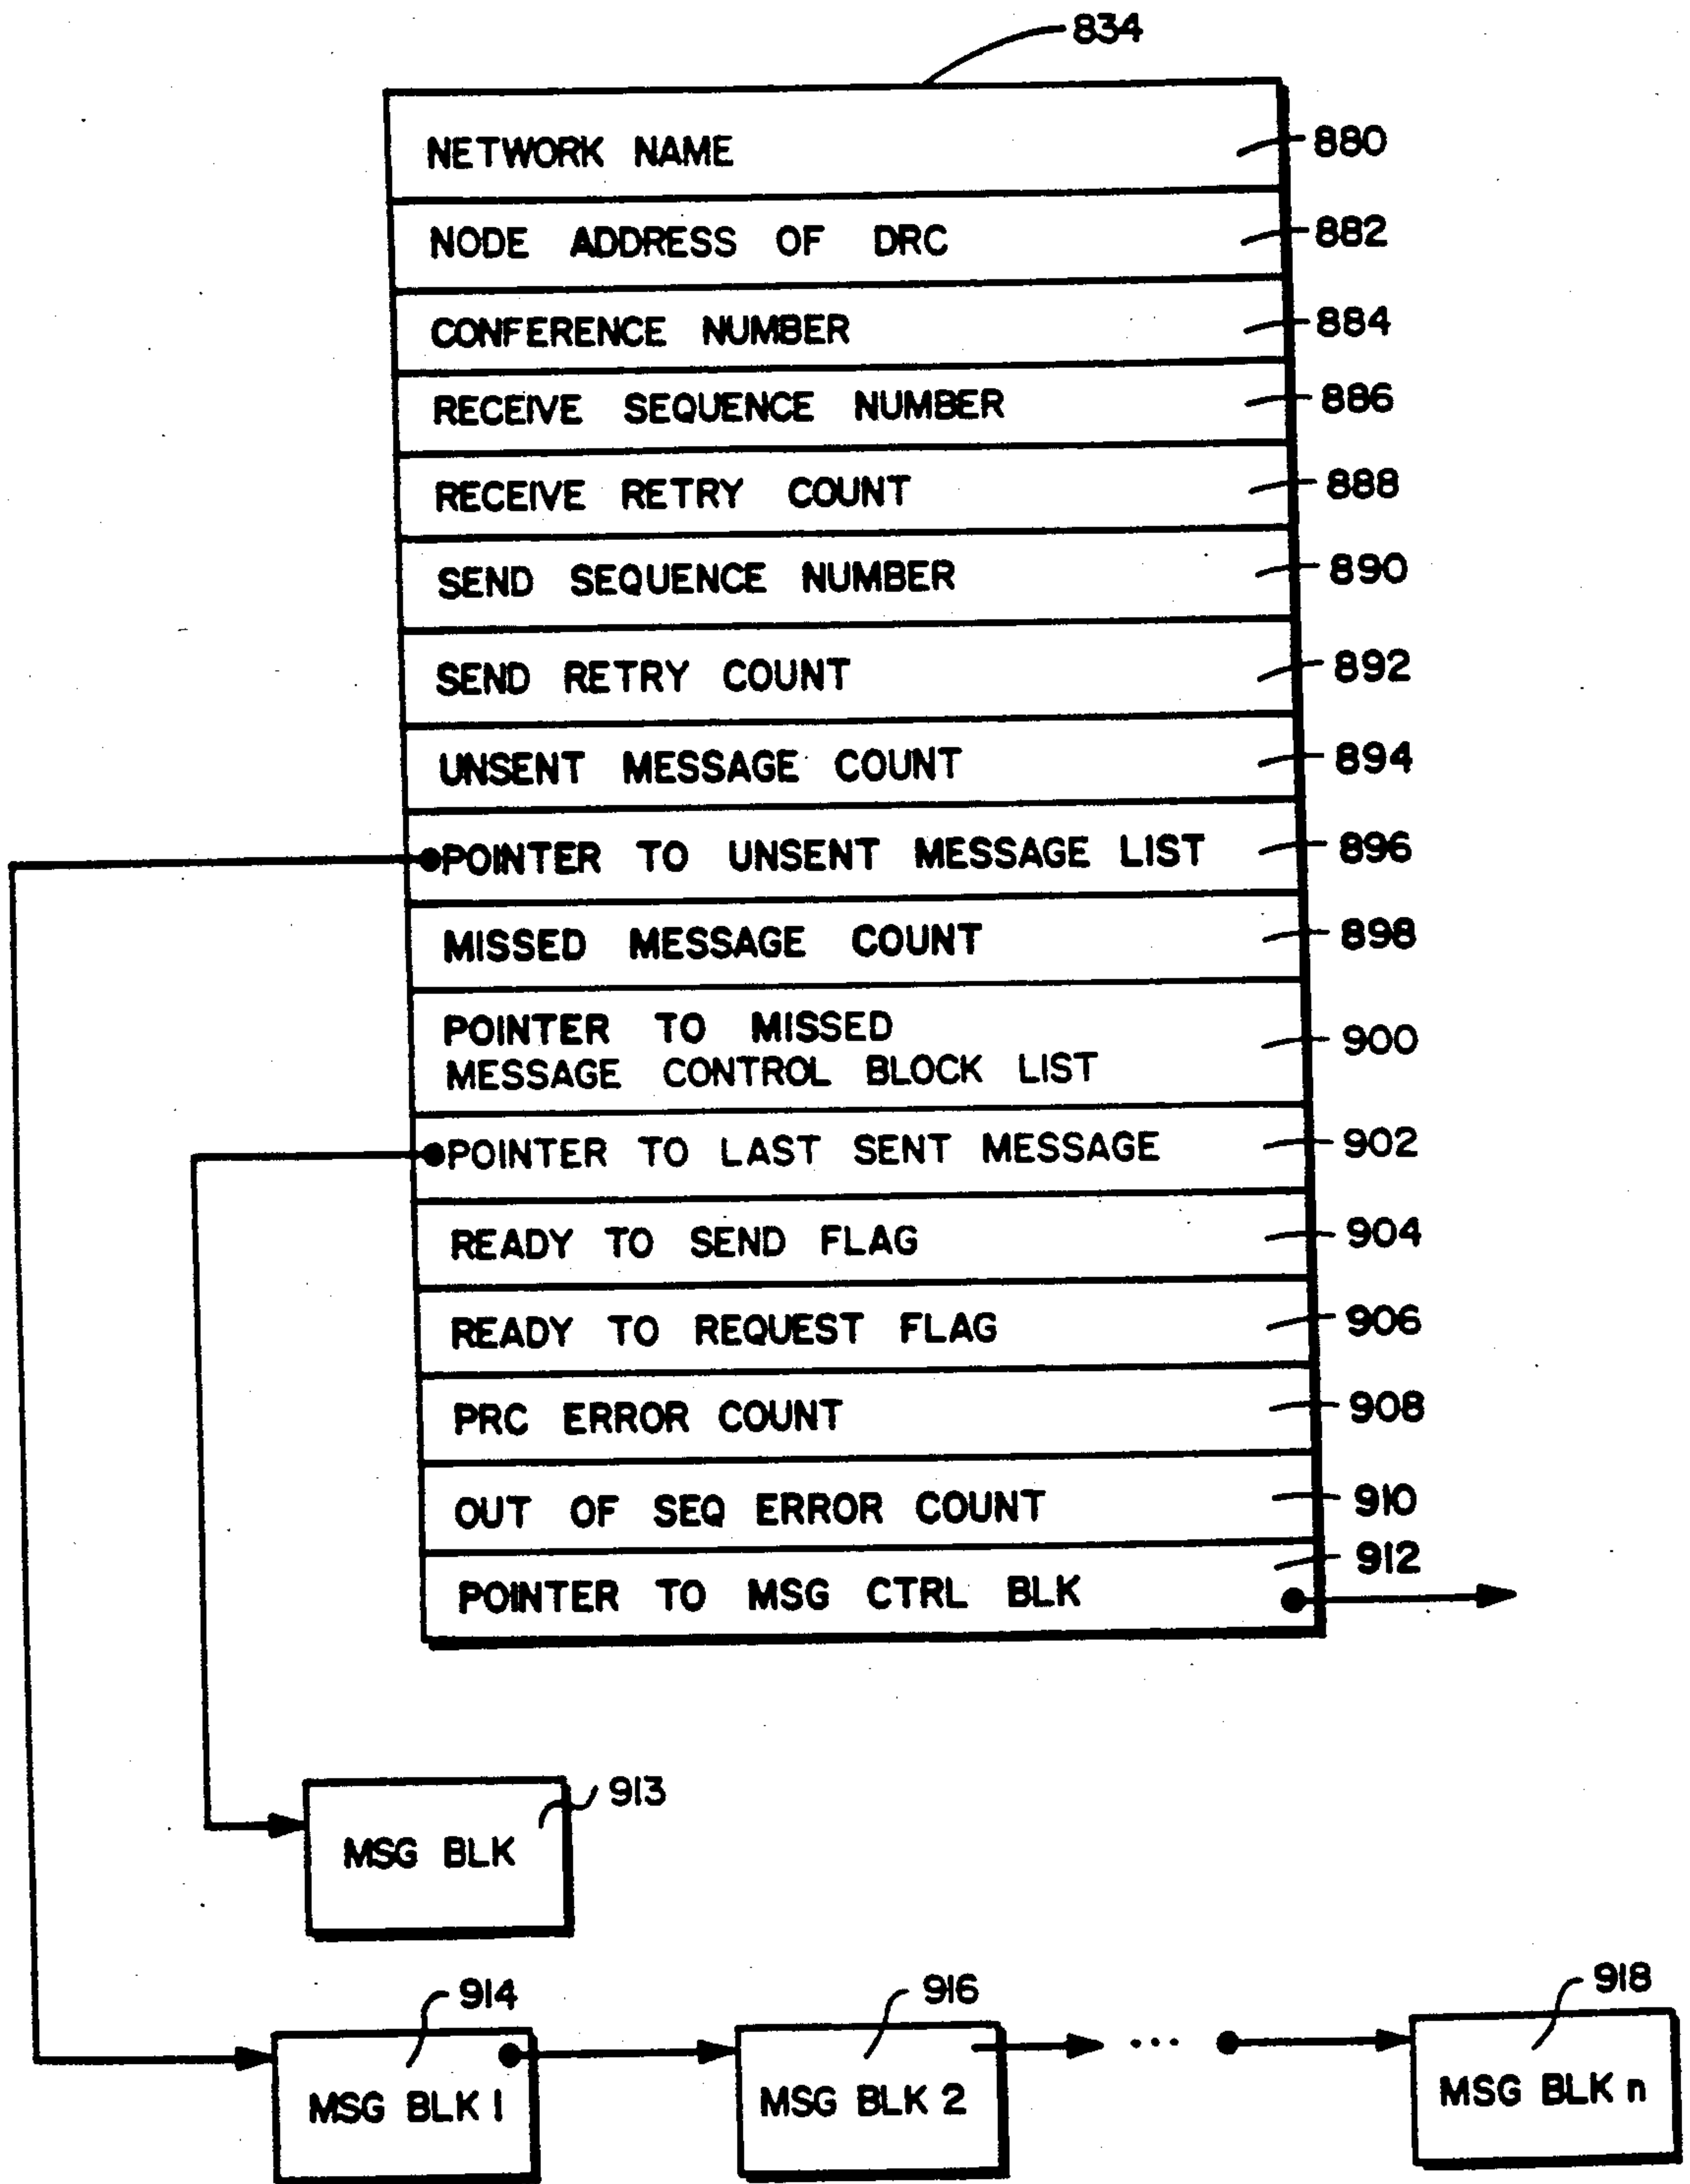 834
NETWORK NAME 880
NODE ADDRESS OF DRC 882
CONFERENCE NUMBER 884
RECEIVE SEQUENCE NUMBER 886
RECEIVE RETRY COUNT 888
SEND SEQUENCE NUMBER 890
SEND RETRY COUNT 892
UNSENT MESSAGE COUNT 894
POINTER TO UNSENT MESSAGE LIST 896
MISSED MESSAGE COUNT 898
POINTER TO MISSED
MESSAGE CONTROL BLOCK LIST 900
POINTER TO LAST SENT MESSAGE 902
READY TO SEND FLAG 904
READY TO REQUEST FLAG 906
PRC ERROR COUNT 908
OUT OF SEQ ERROR COUNT 910
POINTER TO MSG CTRL BLK 912
913
MSG BLK
914 916 918
MSG BLK 1 MSG BLK 2 ... MSG BLK n